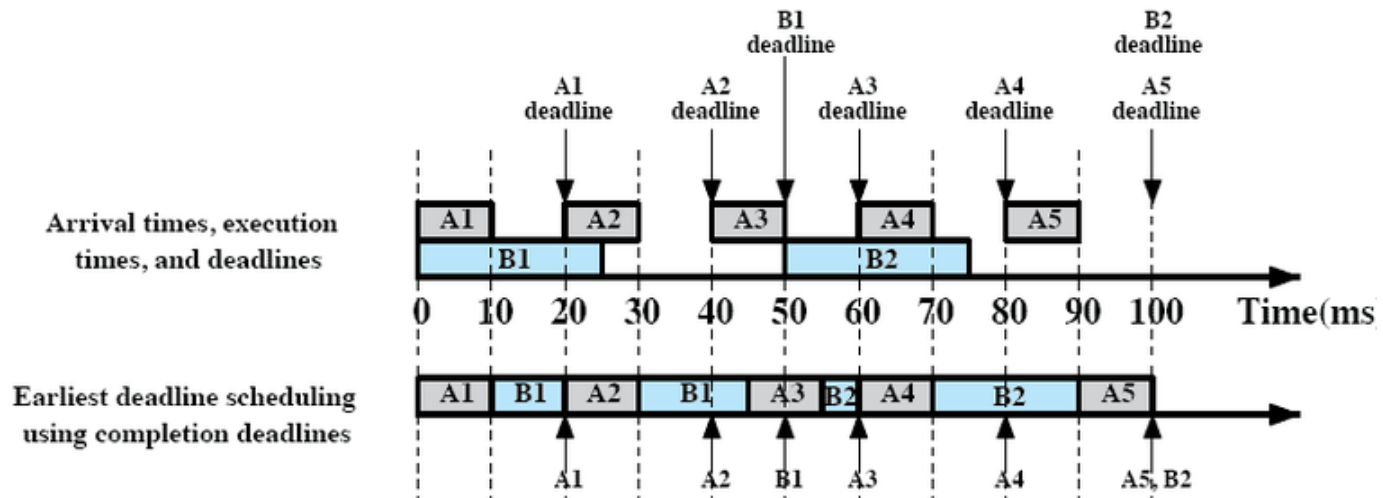 B1
deadline
B2
deadline
A1
deadline
A2
deadline
A3
deadline
A4
deadline
A5
deadline
Arrival times, execution
times, and deadlines
A1 A2 A3 A4 A5
B1 B2
0 10 20 30 40 50 60 70 80 90 100 Time(ms)
Earliest deadline scheduling
using completion deadlines
A1 B1 A2 B1 A3 B2 A4 B2 A5
A1 A2 B1 A3 A4 A5, B2